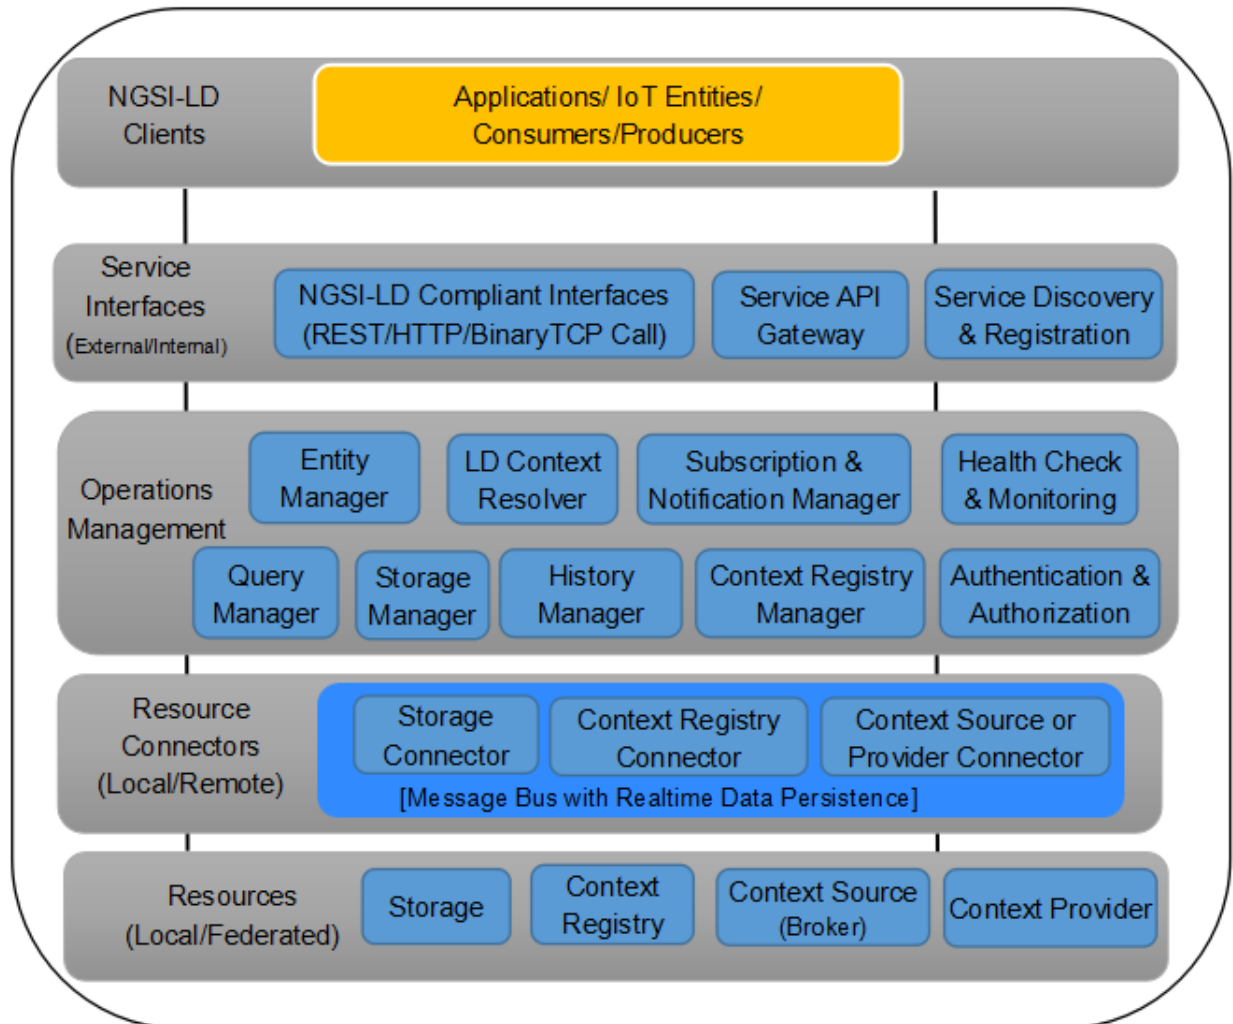 NGSI-LD
Clients
Applications/ IoT Entities/
Consumers/Producers
Service
Interfaces
(External/Internal)
NGSI-LD Compliant Interfaces
(REST/HTTP/BinaryTCP Call)
Service API
Gateway
Service Discovery
& Registration
Operations
Management
Entity
Manager
LD Context
Resolver
Subscription &
Notification Manager
Health Check
& Monitoring
Query
Manager
Storage
Manager
History
Manager
Context Registry
Manager
Authentication &
Authorization
Resource
Connectors
(Local/Remote)
Storage
Connector
Context Registry
Connector
Context Source or
Provider Connector
[Message Bus with Realtime Data Persistence]
Resources
(Local/Federated)
Storage
Context
Registry
Context Source
(Broker)
Context Provider